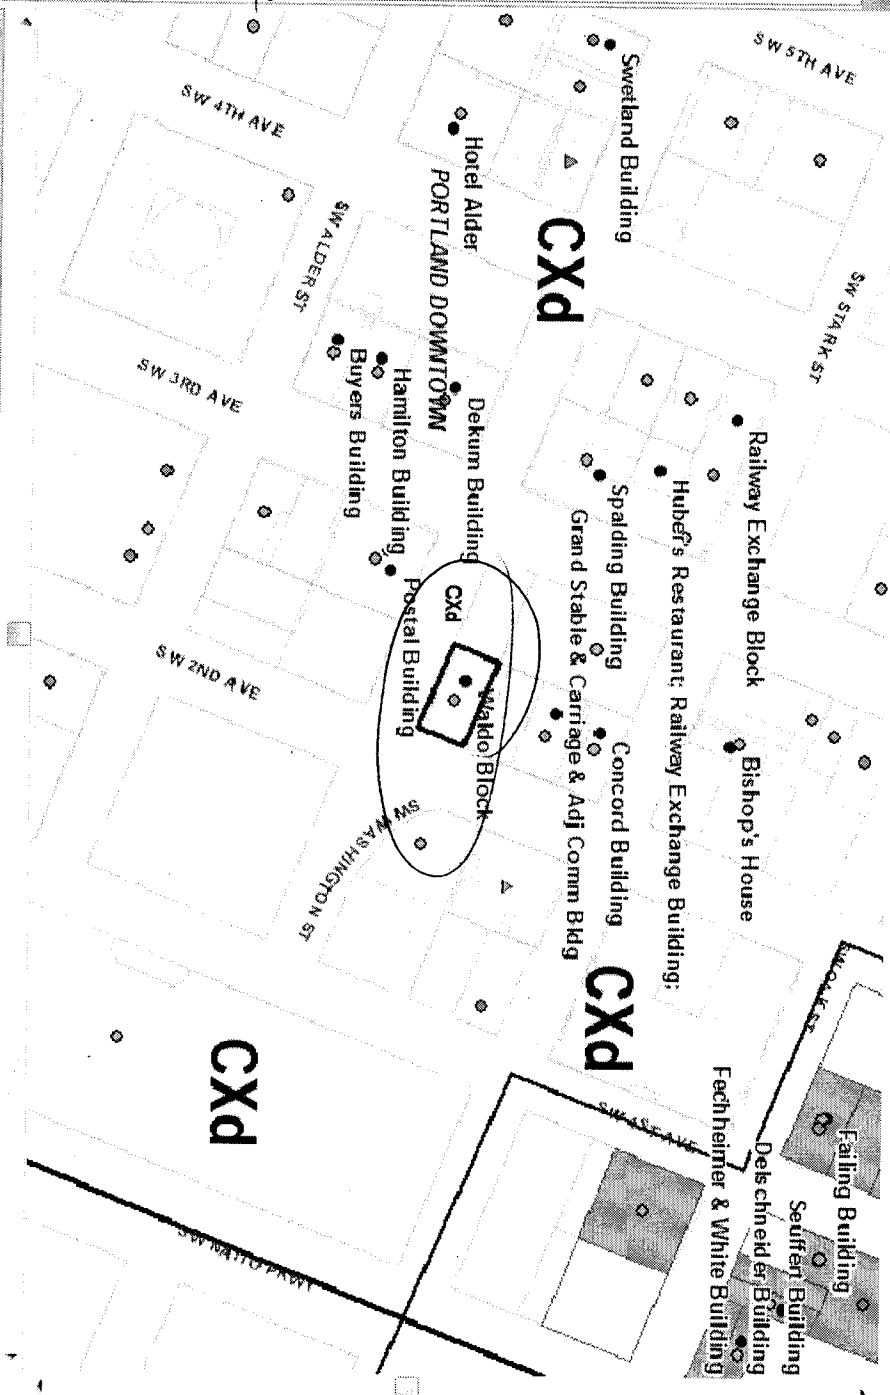 SW 5TH AVE
Swetland Building
SW 4TH AVE
Hotel Alder
PORTLAND DOWNTOWN
CXd
SW ALDER ST
SW STARK ST
SW 3RD AVE
Buyers Building
Hamilton Building
Dekum Building
Railway Exchange Block
Huber's Restaurant; Railway Exchange Building;
Spalding Building
Grand Stable & Carriage & Adj Comm Bldg
Postal Building
CXd
Waldo Block
SW 2ND AVE
Concord Building
Bishop's House
SW WASHINGTON ST
CXd
SW OAK ST
CXd
SW 1ST AVE
Failing Building
Seuffert Building
Delschneider Building
Fechheimer & White Building
SW NAITO PKWY